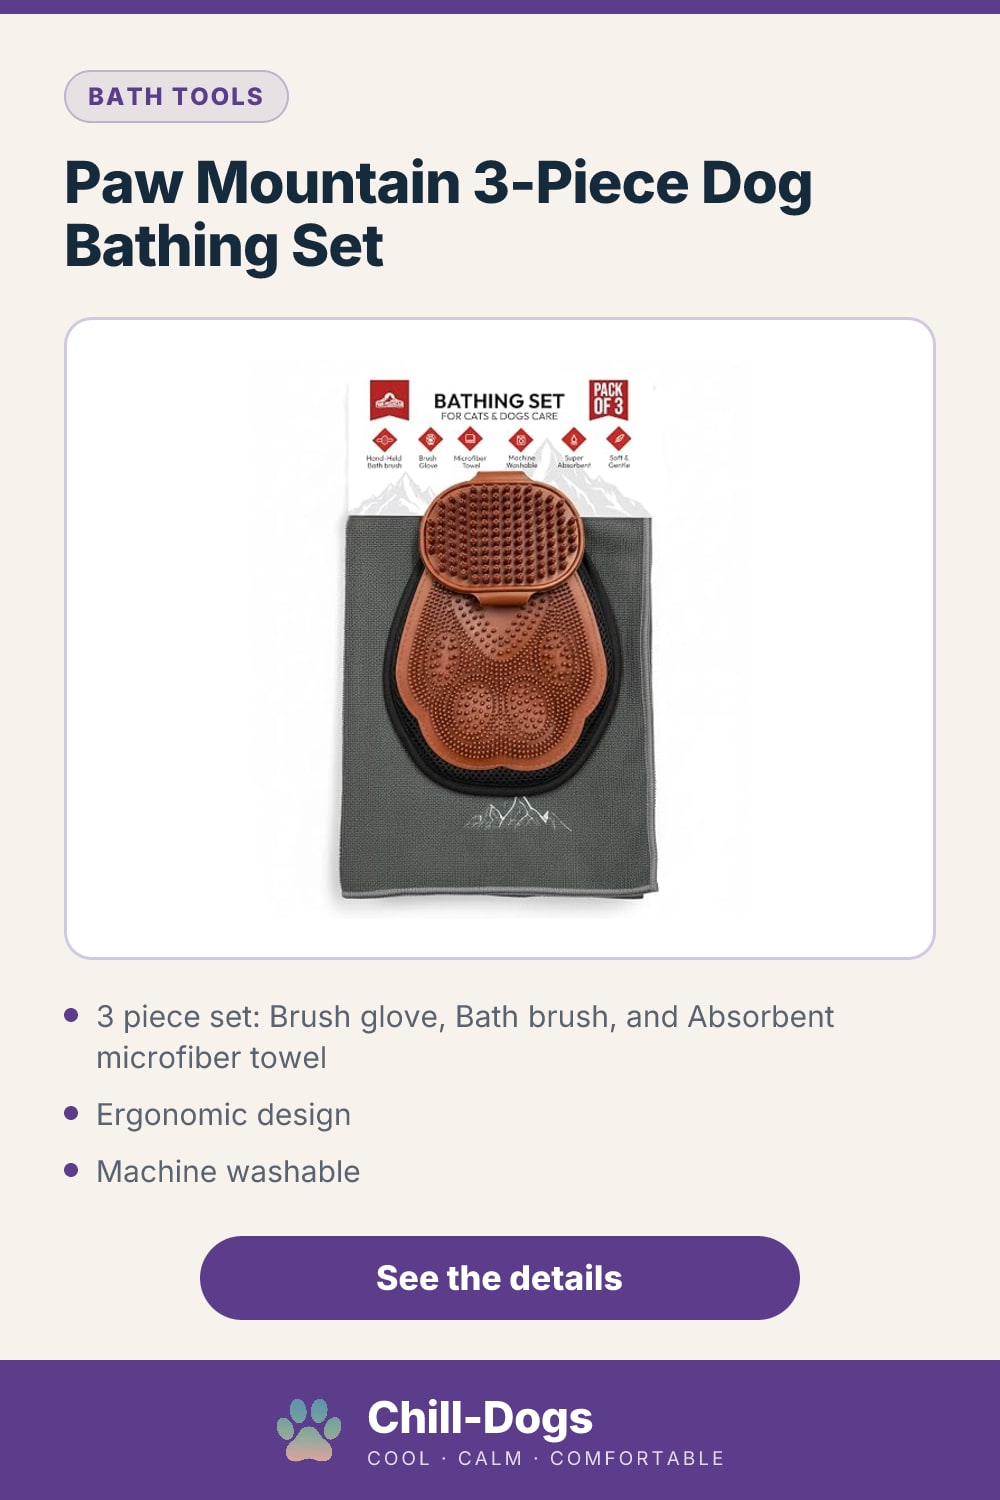 BATH TOOLS
Paw Mountain 3-Piece Dog
Bathing Set
BATHING SET
FOR CATS & DOGS CARE
PACK
OF 3
Hand-Held
Bath brush
Brush
Glove
Microfiber
Towel
Machine
Washable
Super
Absorbent
Soft &
Gentle
3 piece set: Brush glove, Bath brush, and Absorbent
microfiber towel
Ergonomic design
Machine washable
See the details
Chill-Dogs
COOL · CALM · COMFORTABLE